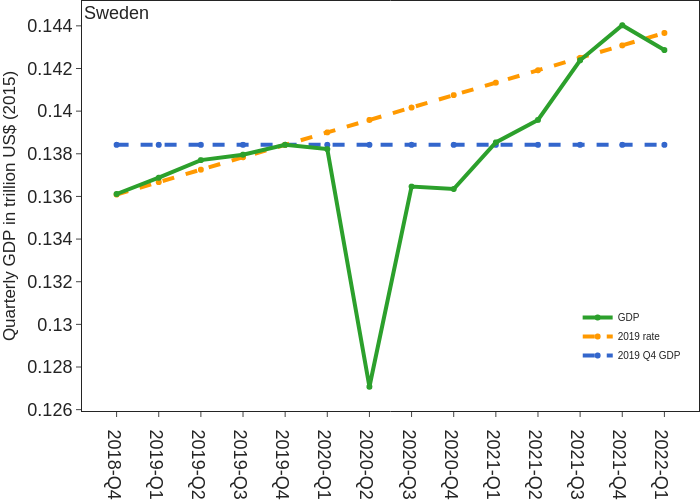 Sweden
Quarterly GDP in trillion US$ (2015)
0.144
0.142
0.14
0.138
0.136
0.134
0.132
0.13
0.128
0.126
GDP
2019 rate
2019 Q4 GDP
2018-Q4
2019-Q1
2019-Q2
2019-Q3
2019-Q4
2020-Q1
2020-Q2
2020-Q3
2020-Q4
2021-Q1
2021-Q2
2021-Q3
2021-Q4
2022-Q1